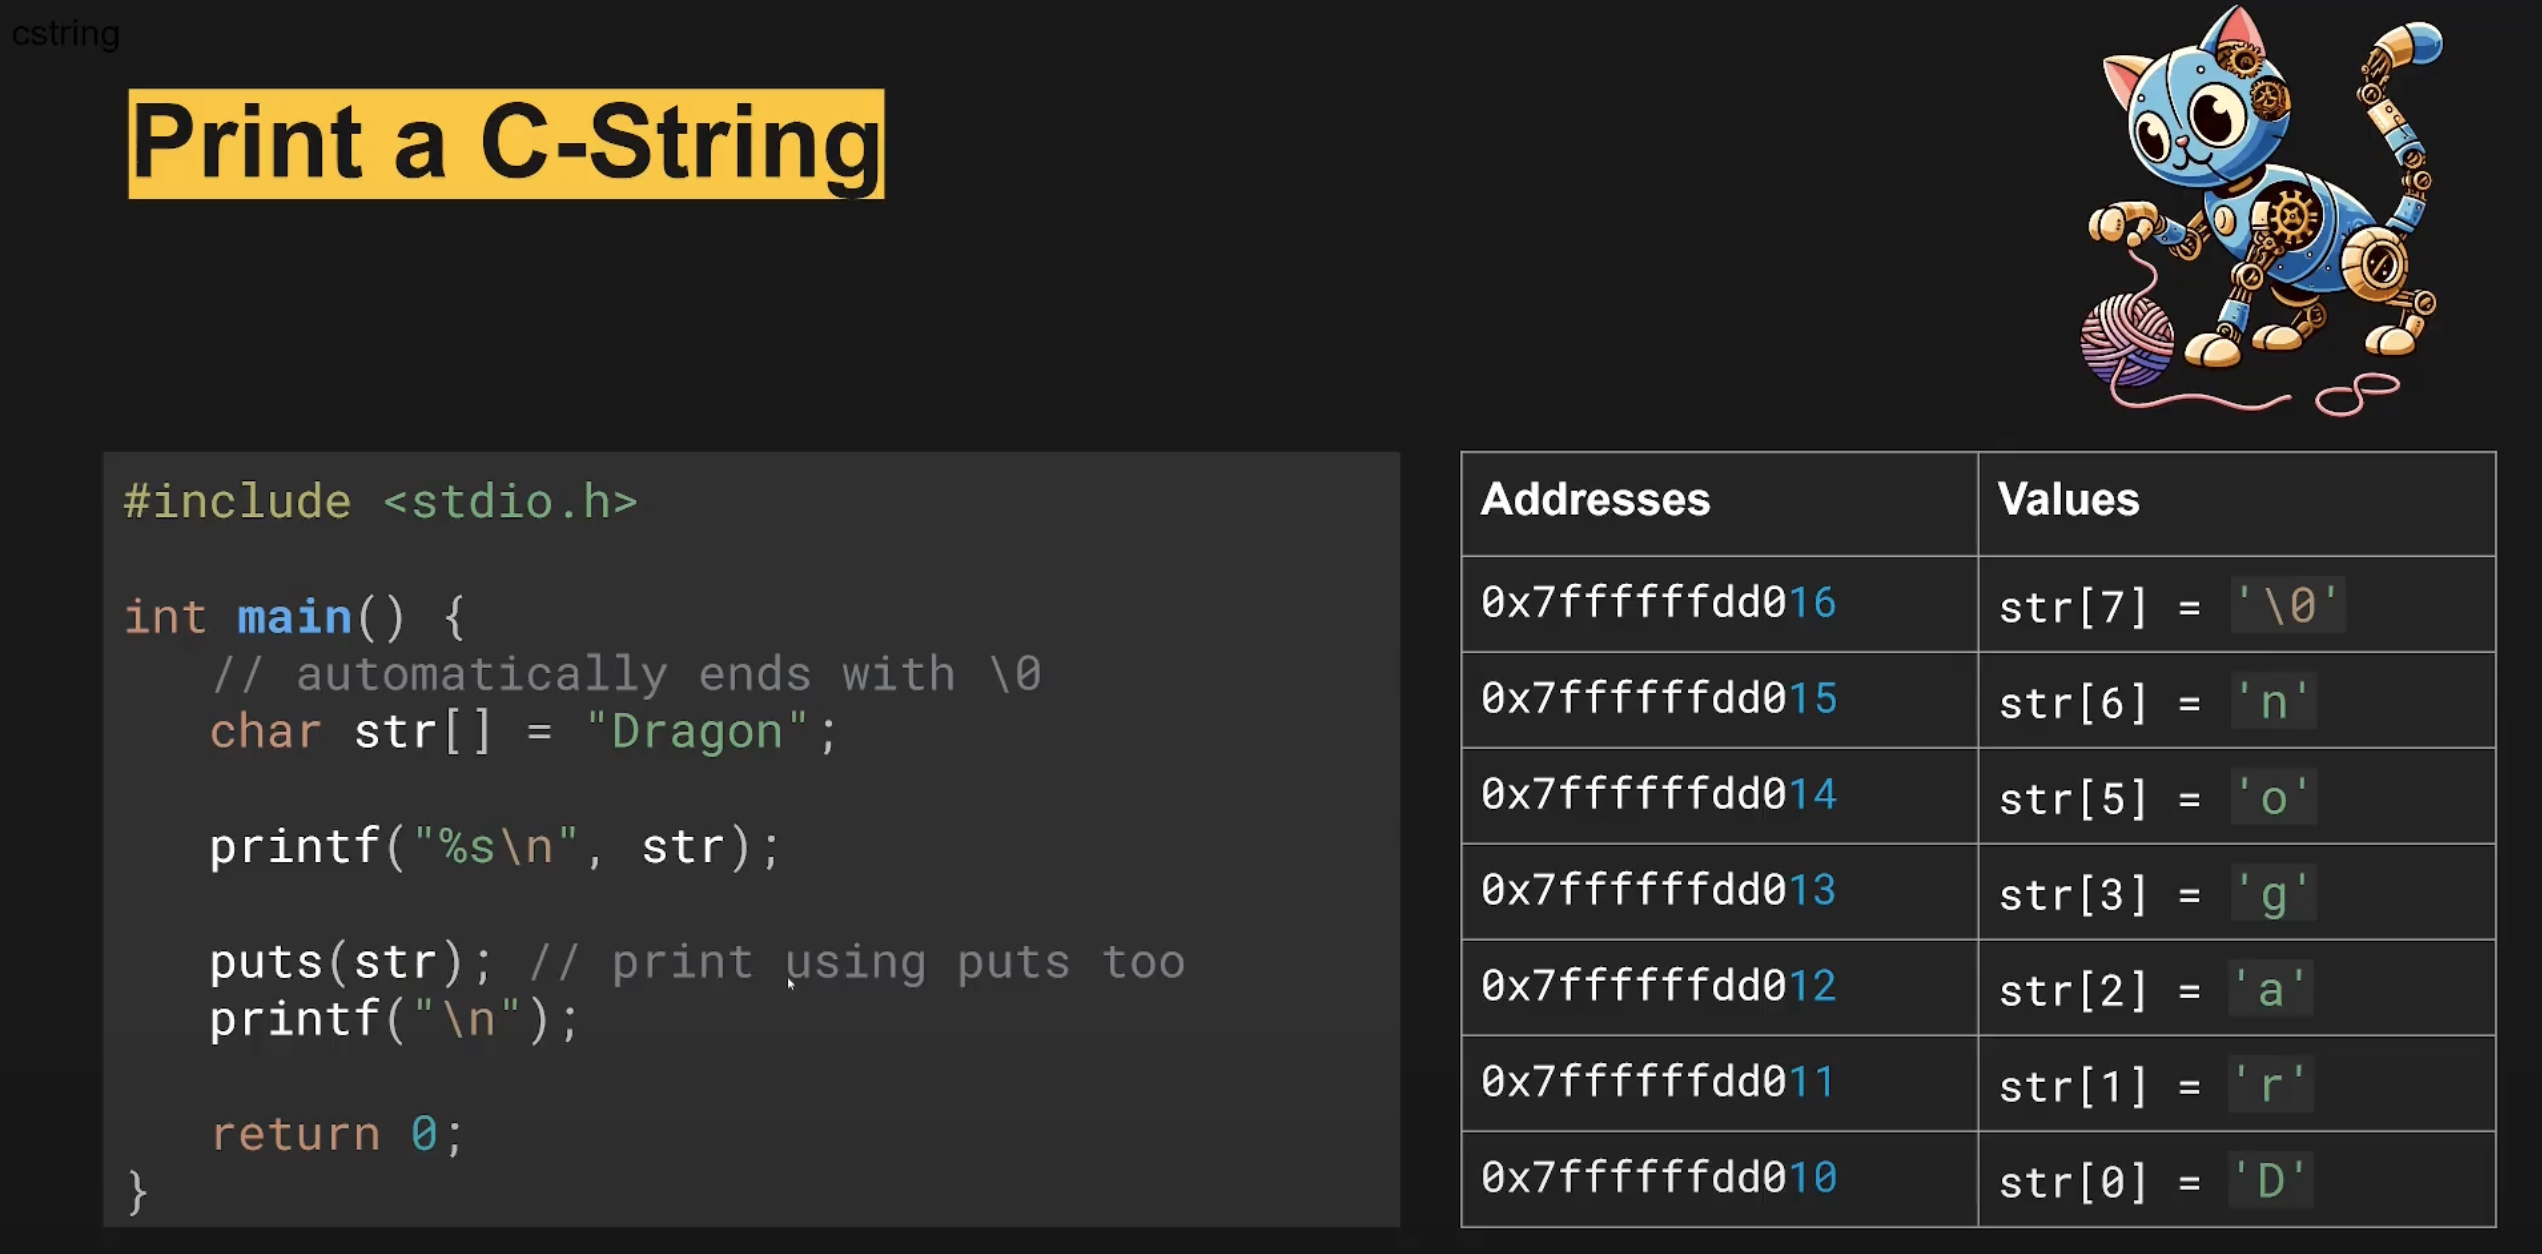 cstring
Print a C-String
#include <stdio.h>
int main() {
// automatically ends with \0
char str[] = "Dragon";
printf("%s\n", str);
puts(str); // print using puts too
printf("\n");
return 0;
}
Addresses Values
0x7ffffffdd016 str[7] = '\0'
0x7ffffffdd015 str[6] = 'n'
0x7ffffffdd014 str[5] = 'o'
0x7ffffffdd013 str[3] = 'g'
0x7ffffffdd012 str[2] = 'a'
0x7ffffffdd011 str[1] = 'r'
0x7ffffffdd010 str[0] = 'D'